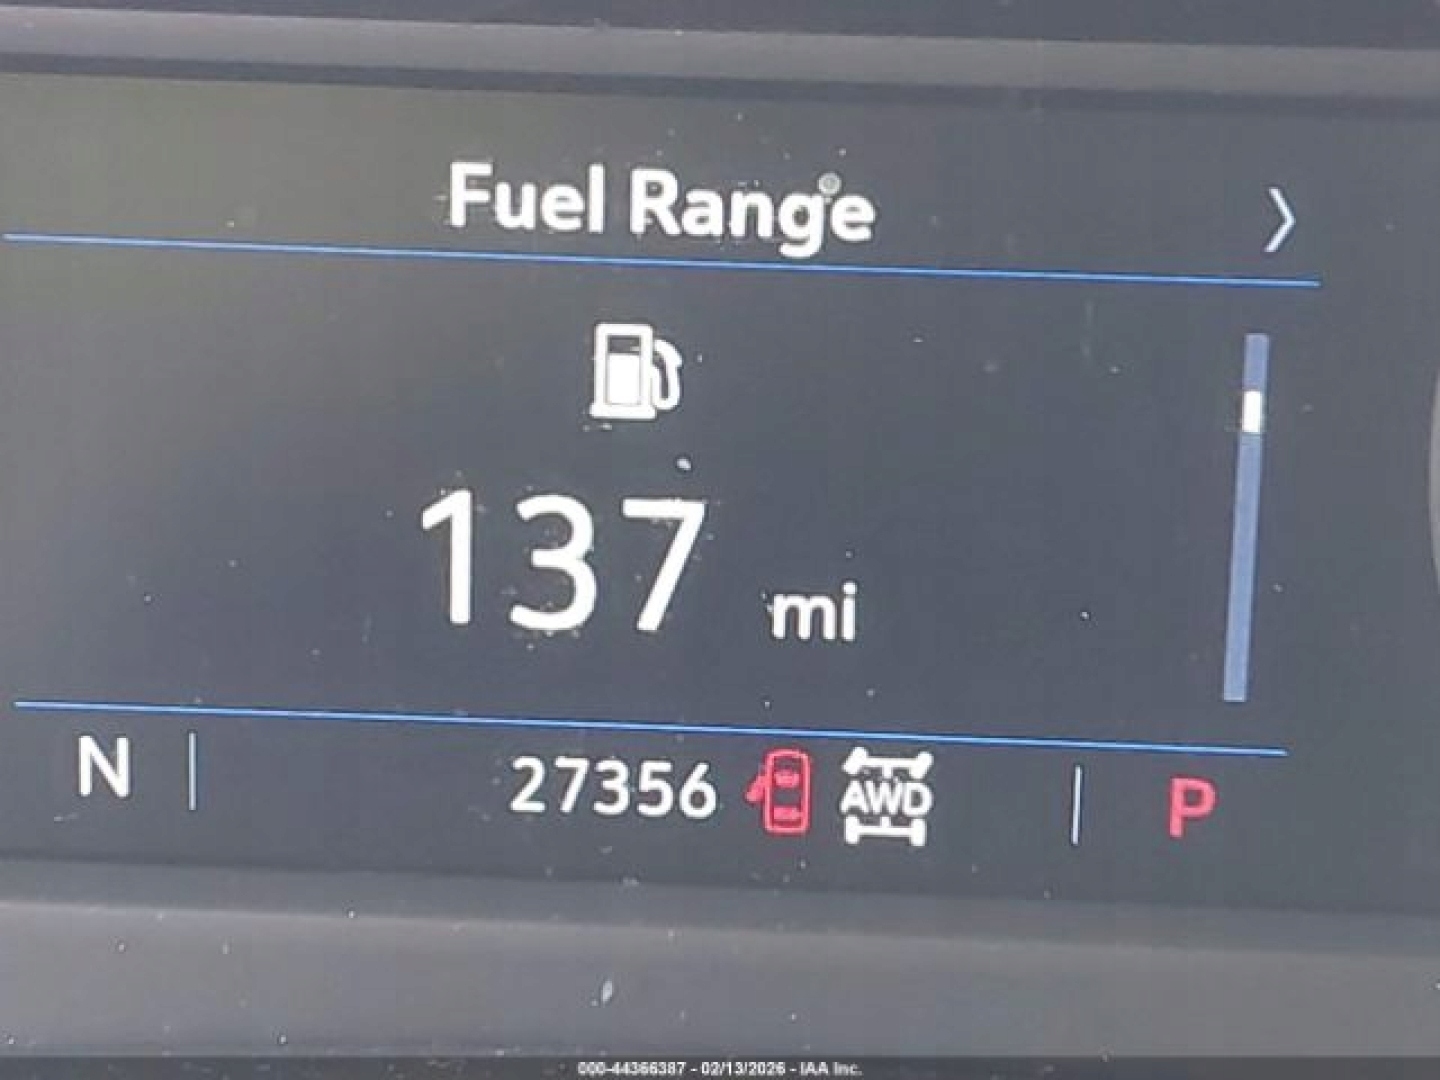 Fuel Range
137 mi
N 27356 AWD P
000-44366387 - 02/13/2026 - IAA Inc.